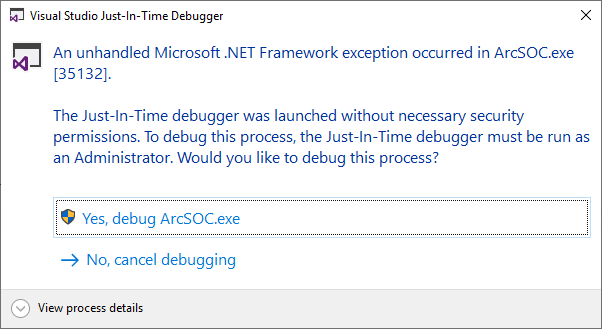 Visual Studio Just-In-Time Debugger
An unhandled Microsoft .NET Framework exception occurred in ArcSOC.exe
[35132].
The Just-In-Time debugger was launched without necessary security
permissions. To debug this process, the Just-In-Time debugger must be run as
an Administrator. Would you like to debug this process?
Yes, debug ArcSOC.exe
No, cancel debugging
View process details